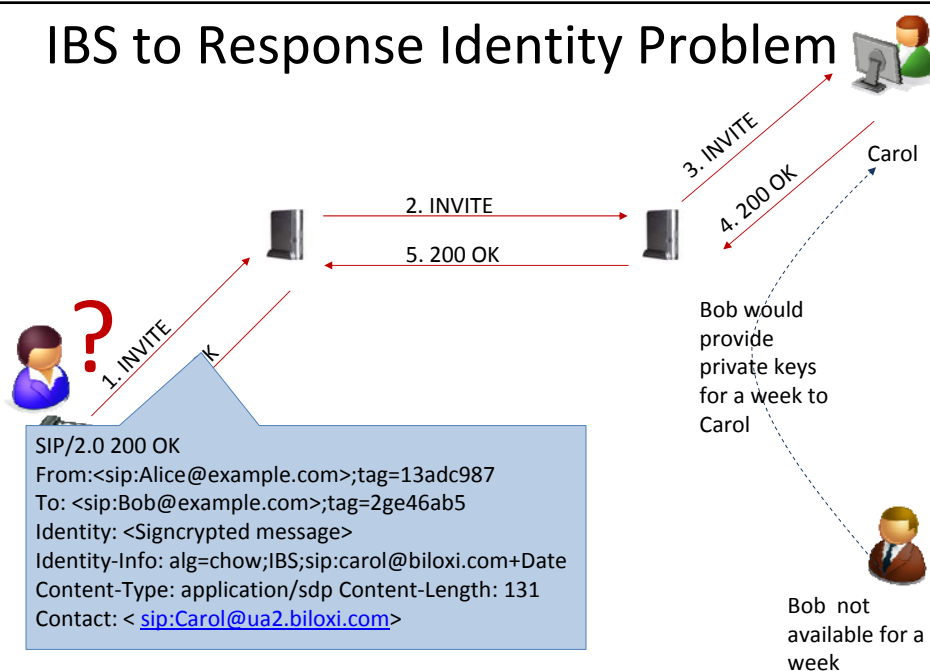 IBS to Response Identity Problem
3. INVITE
Carol
4. 200 OK
2. INVITE
5. 200 OK
?
1. INVITE
K
Bob would
provide
private keys
for a week to
Carol
SIP/2.0 200 OK
From:<sip:Alice@example.com>;tag=13adc987
To: <sip:Bob@example.com>;tag=2ge46ab5
Identity: <Signcrypted message>
Identity-Info: alg=chow;IBS;sip:carol@biloxi.com+Date
Content-Type: application/sdp Content-Length: 131
Contact: < sip:Carol@ua2.biloxi.com>
Bob not
available for a
week